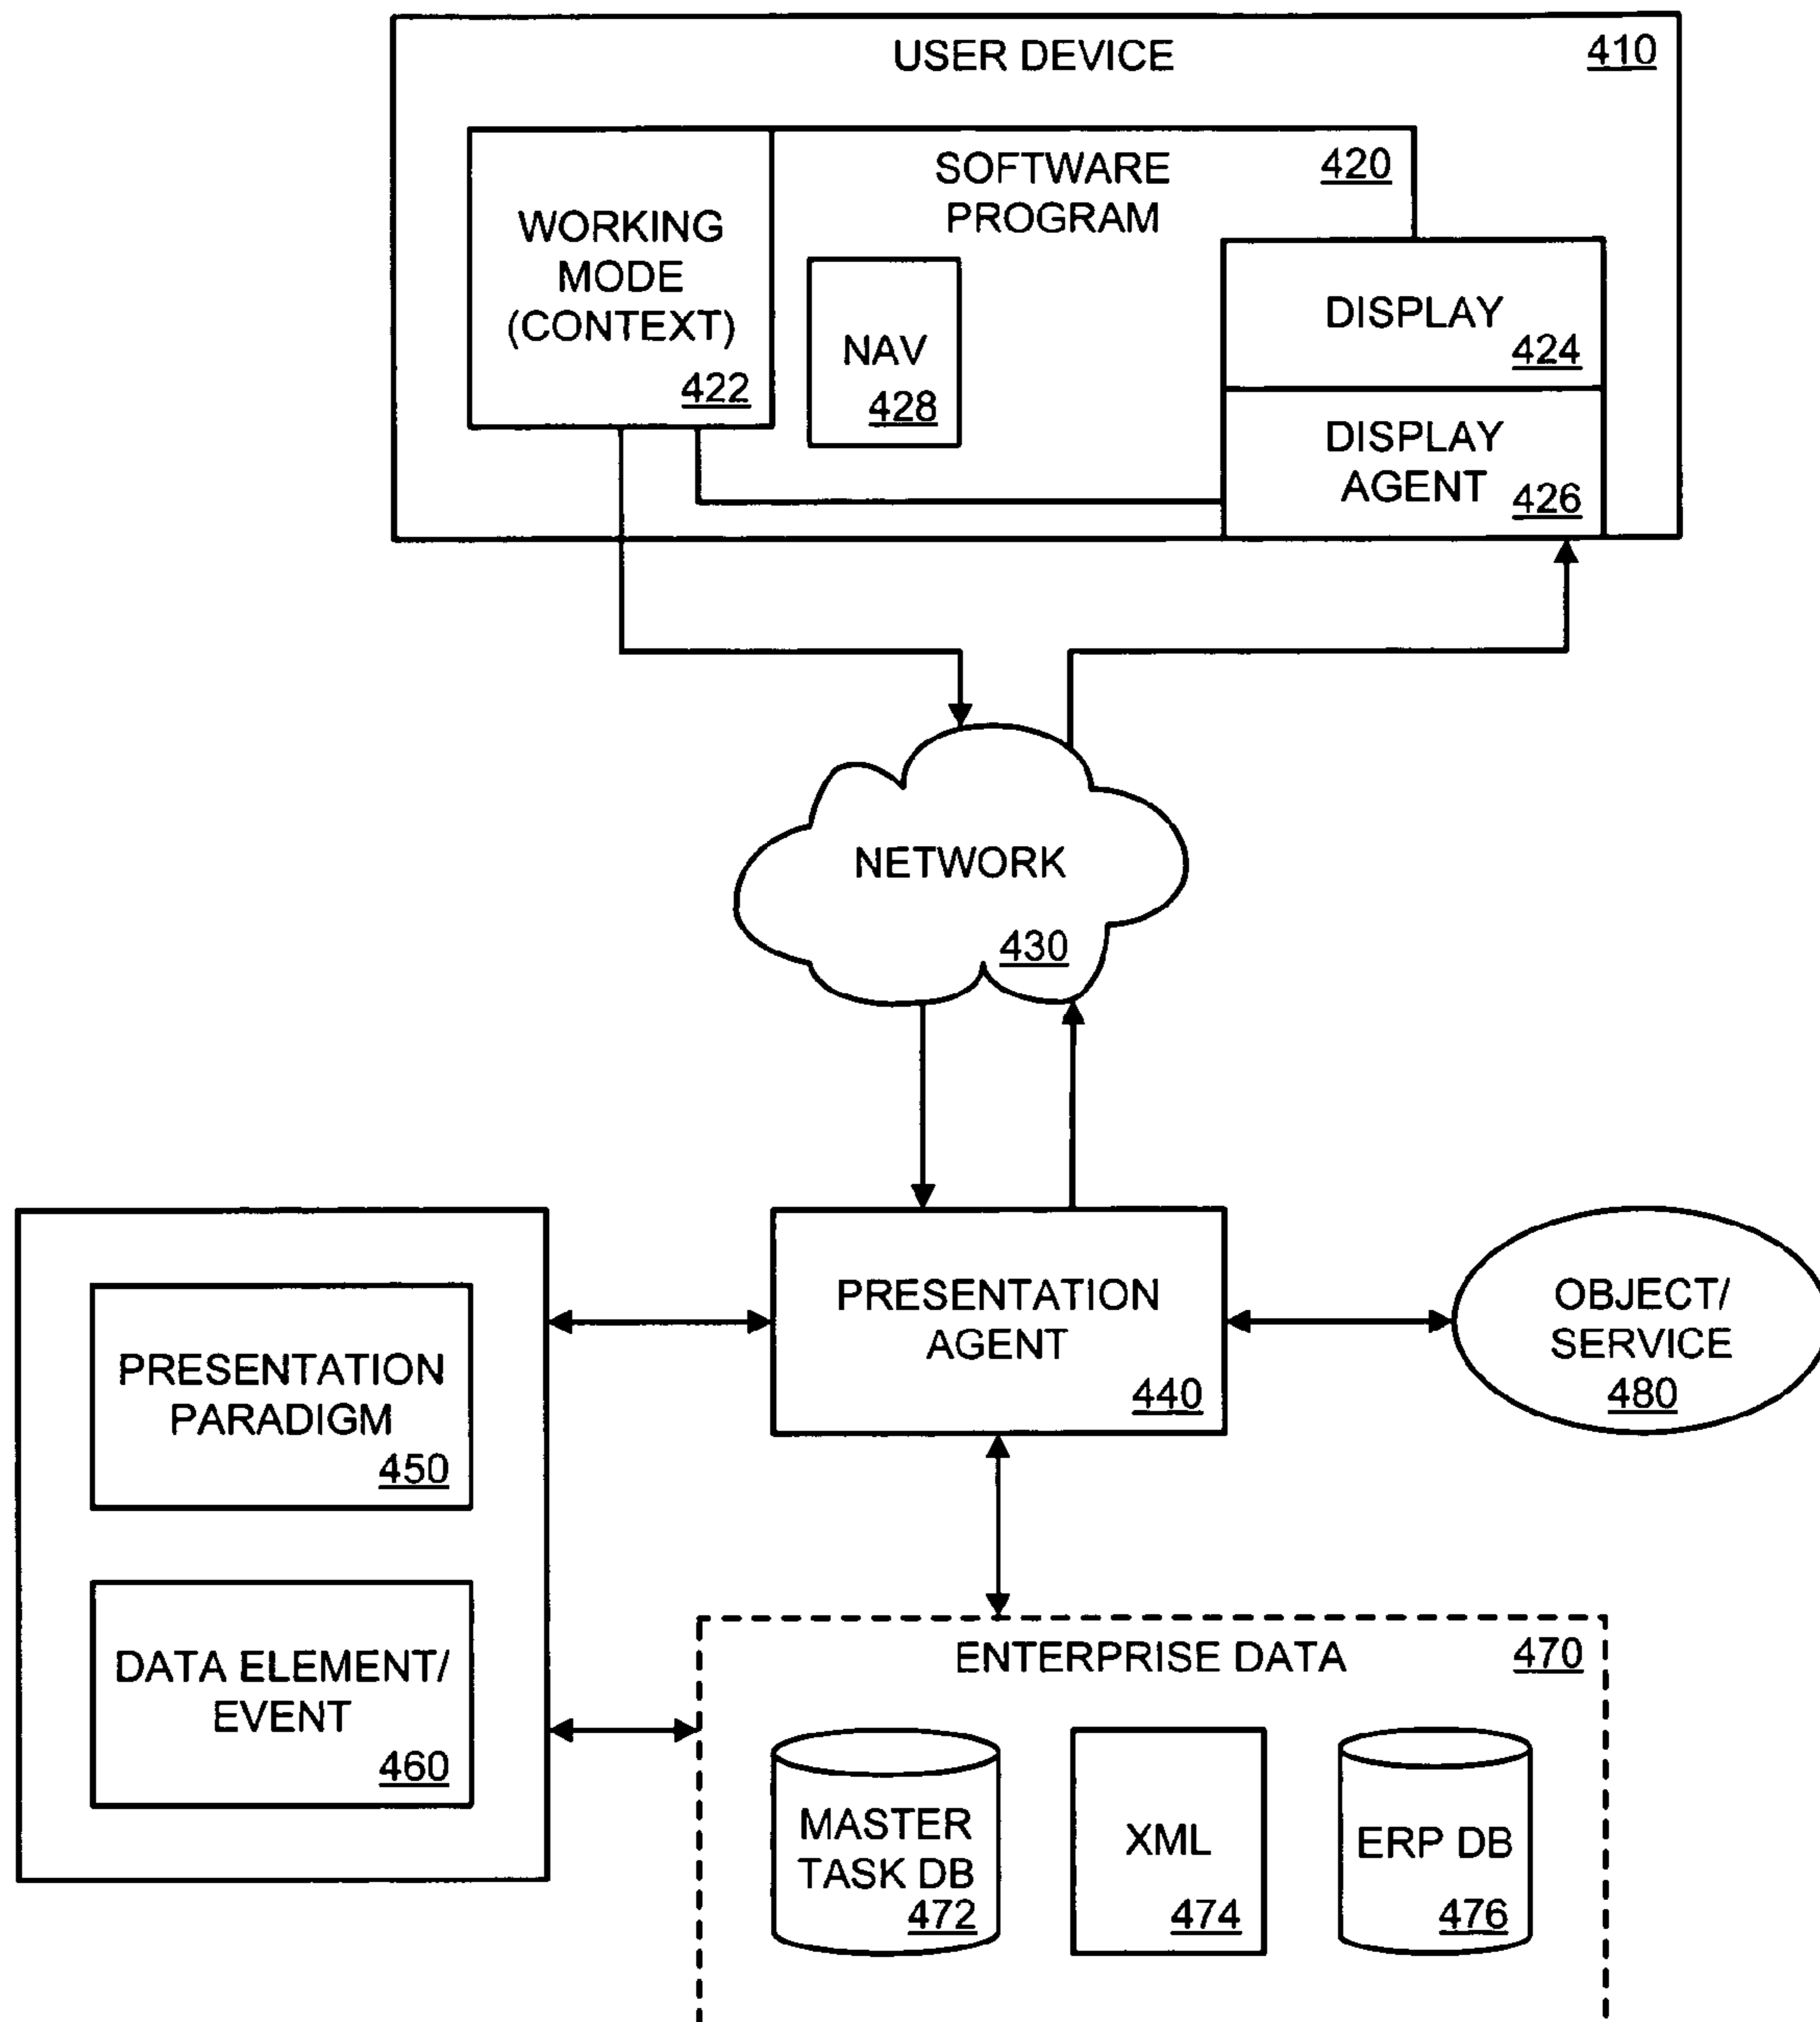 USER DEVICE
410
WORKING
MODE
(CONTEXT)
422
SOFTWARE
PROGRAM
420
NAV
428
DISPLAY
424
DISPLAY
AGENT
426
NETWORK
430
PRESENTATION
PARADIGM
450
DATA ELEMENT/
EVENT
460
PRESENTATION
AGENT
440
OBJECT/
SERVICE
480
ENTERPRISE DATA
470
MASTER
TASK DB
472
XML
474
ERP DB
476